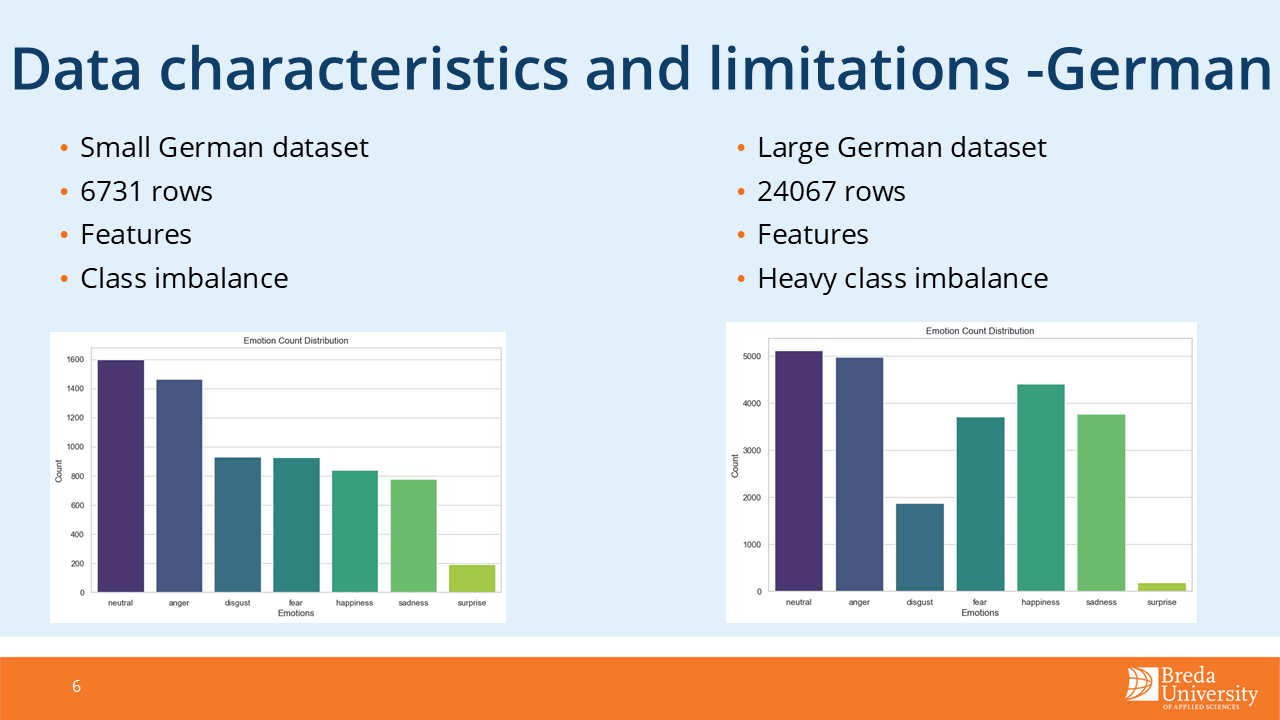 Data characteristics and limitations -German
• Small German dataset
• 6731 rows
• Features
• Class imbalance
• Large German dataset
• 24067 rows
• Features
• Heavy class imbalance
Emotion Count Distribution
1600
1400
1200
1000
800
600
400
200
0
Count
neutral anger disgust fear happiness sadness surprise
Emotions
Emotion Count Distribution
5000
4000
3000
2000
1000
0
Count
neutral anger disgust fear happiness sadness surprise
Emotions
6
Breda
University
OF APPLIED SCIENCES